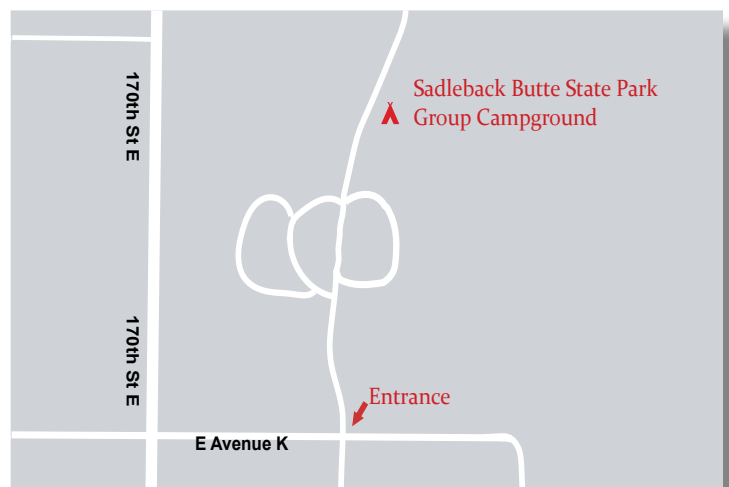 170th St E
Sadleback Butte State Park
Group Campground
170th St E
Entrance
E Avenue K